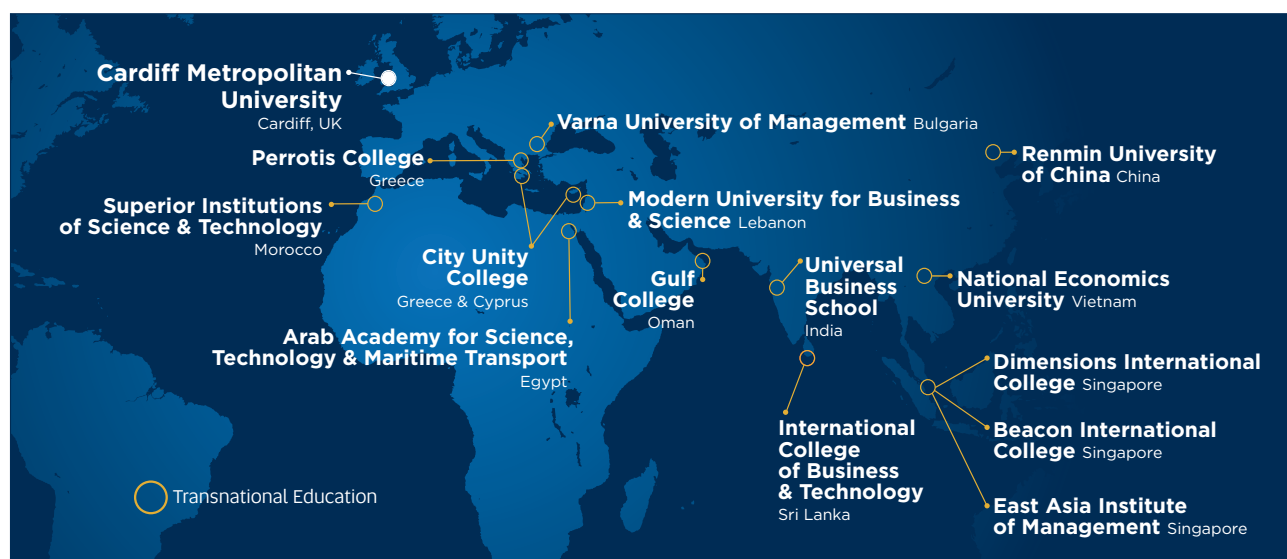 Cardiff Metropolitan
University
Cardiff, UK
Varna University of Management Bulgaria
Perrotis College
Greece
Renmin University
of China China
Superior Institutions
of Science & Technology
Morocco
Modern University for Business
& Science Lebanon
City Unity
College
Greece & Cyprus
Gulf
College
Oman
Universal
Business
School
India
National Economics
University Vietnam
Arab Academy for Science,
Technology & Maritime Transport
Egypt
Dimensions International
College Singapore
International
College
of Business
& Technology
Sri Lanka
Beacon International
College Singapore
East Asia Institute
of Management Singapore
Transnational Education